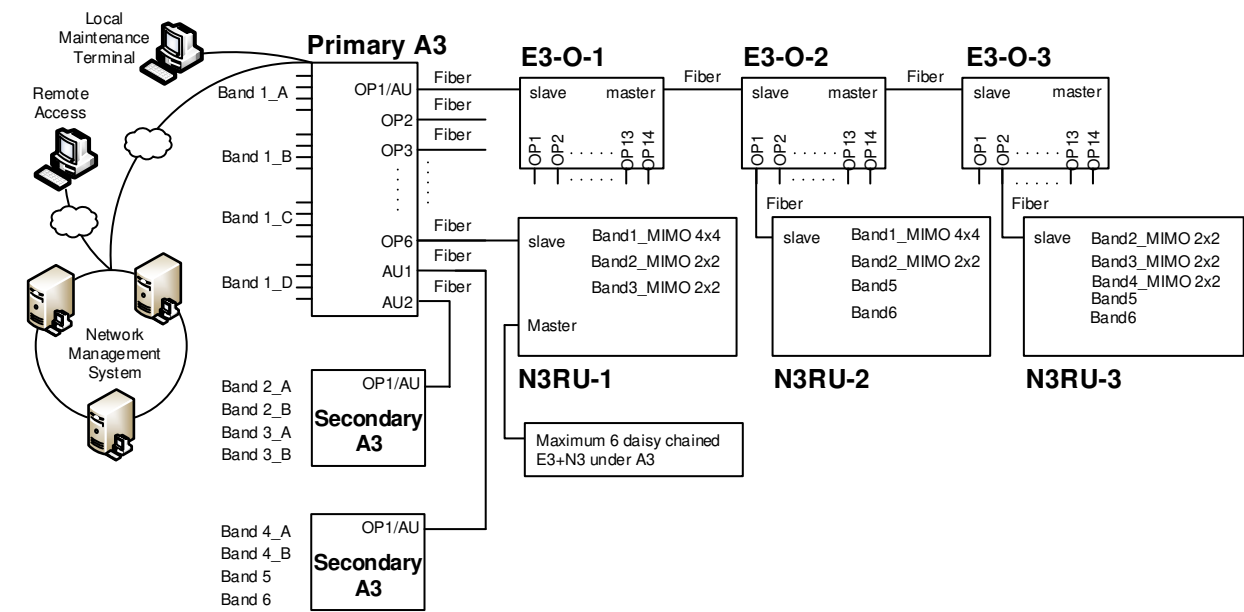 Local
Maintenance
Terminal
Remote
Access
Network
Management
System
Primary A3
Band 1_A
Band 1_B
Band 1_C
Band 1_D
OP1/AU
OP2
OP3
OP6
AU1
AU2
Fiber
Fiber
Fiber
Fiber
Fiber
Fiber
E3-O-1
slave master
OP1
OP2
OP13
OP14
Fiber
E3-O-2
slave master
OP1
OP2
OP13
OP14
Fiber
E3-O-3
slave master
OP1
OP2
OP13
OP14
slave
Band1_MIMO 4x4
Band2_MIMO 2x2
Band3_MIMO 2x2
Master
N3RU-1
Fiber
slave
Band1_MIMO 4x4
Band2_MIMO 2x2
Band5
Band6
N3RU-2
Fiber
slave
Band2_MIMO 2x2
Band3_MIMO 2x2
Band4_MIMO 2x2
Band5
Band6
N3RU-3
Maximum 6 daisy chained
E3+N3 under A3
Band 2_A
Band 2_B
Band 3_A
Band 3_B
OP1/AU
Secondary
A3
Band 4_A
Band 4_B
Band 5
Band 6
OP1/AU
Secondary
A3